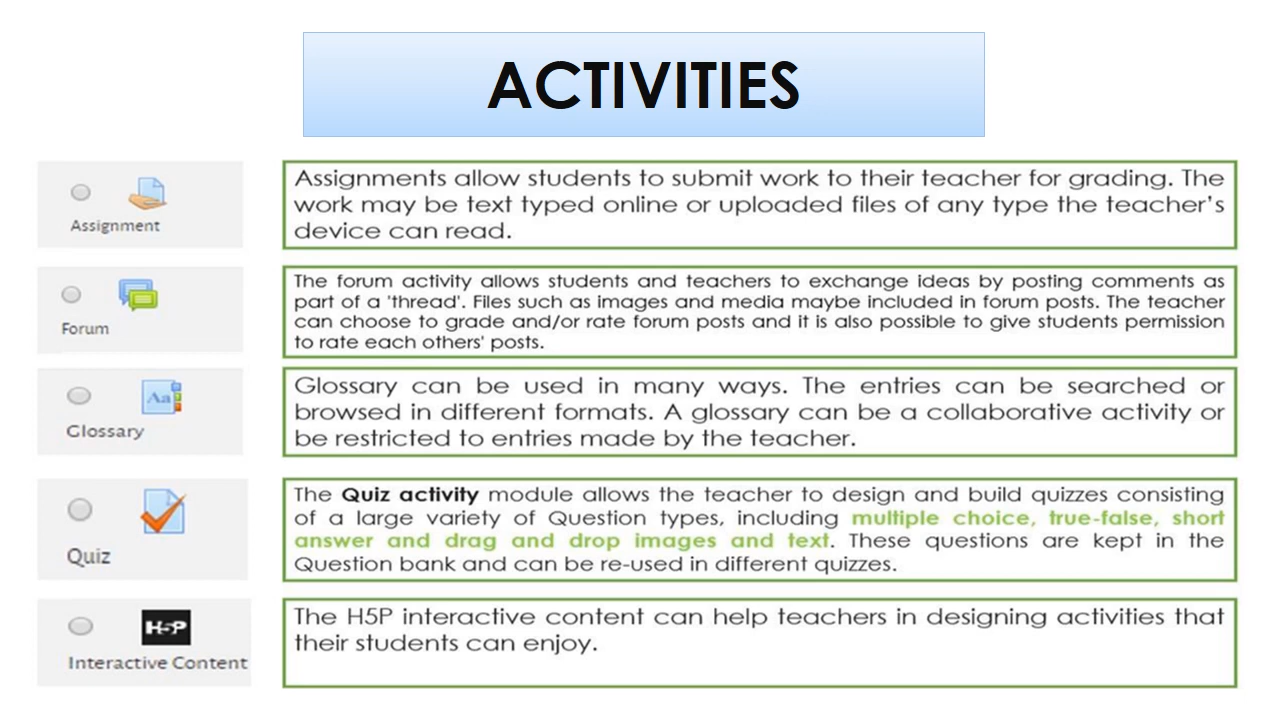 ACTIVITIES
Assignment
Assignments allow students to submit work to their teacher for grading. The
work may be text typed online or uploaded files of any type the teacher's
device can read.
Forum
The forum activity allows students and teachers to exchange ideas by posting comments as
part of a 'thread'. Files such as images and media maybe included in forum posts. The teacher
can choose to grade and/or rate forum posts and it is also possible to give students permission
to rate each others' posts.
Aa
Glossary
Glossary can be used in many ways. The entries can be searched or
browsed in different formats. A glossary can be a collaborative activity or
be restricted to entries made by the teacher.
Quiz
The Quiz activity module allows the teacher to design and build quizzes consisting
of a large variety of Question types, including multiple choice, true-false, short
answer and drag and drop images and text. These questions are kept in the
Question bank and can be re-used in different quizzes.
H5P
Interactive Content
The H5P interactive content can help teachers in designing activities that
their students can enjoy.